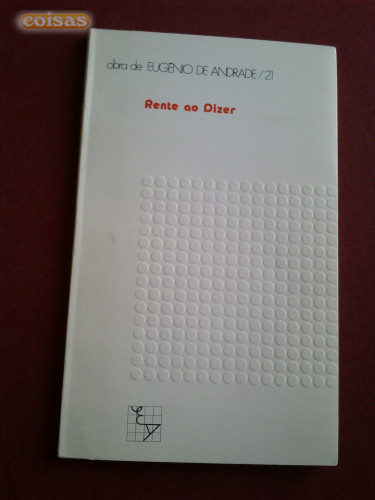 coisas
obra de EUGÉNIO DE ANDRADE/21
Rente ao Dizer